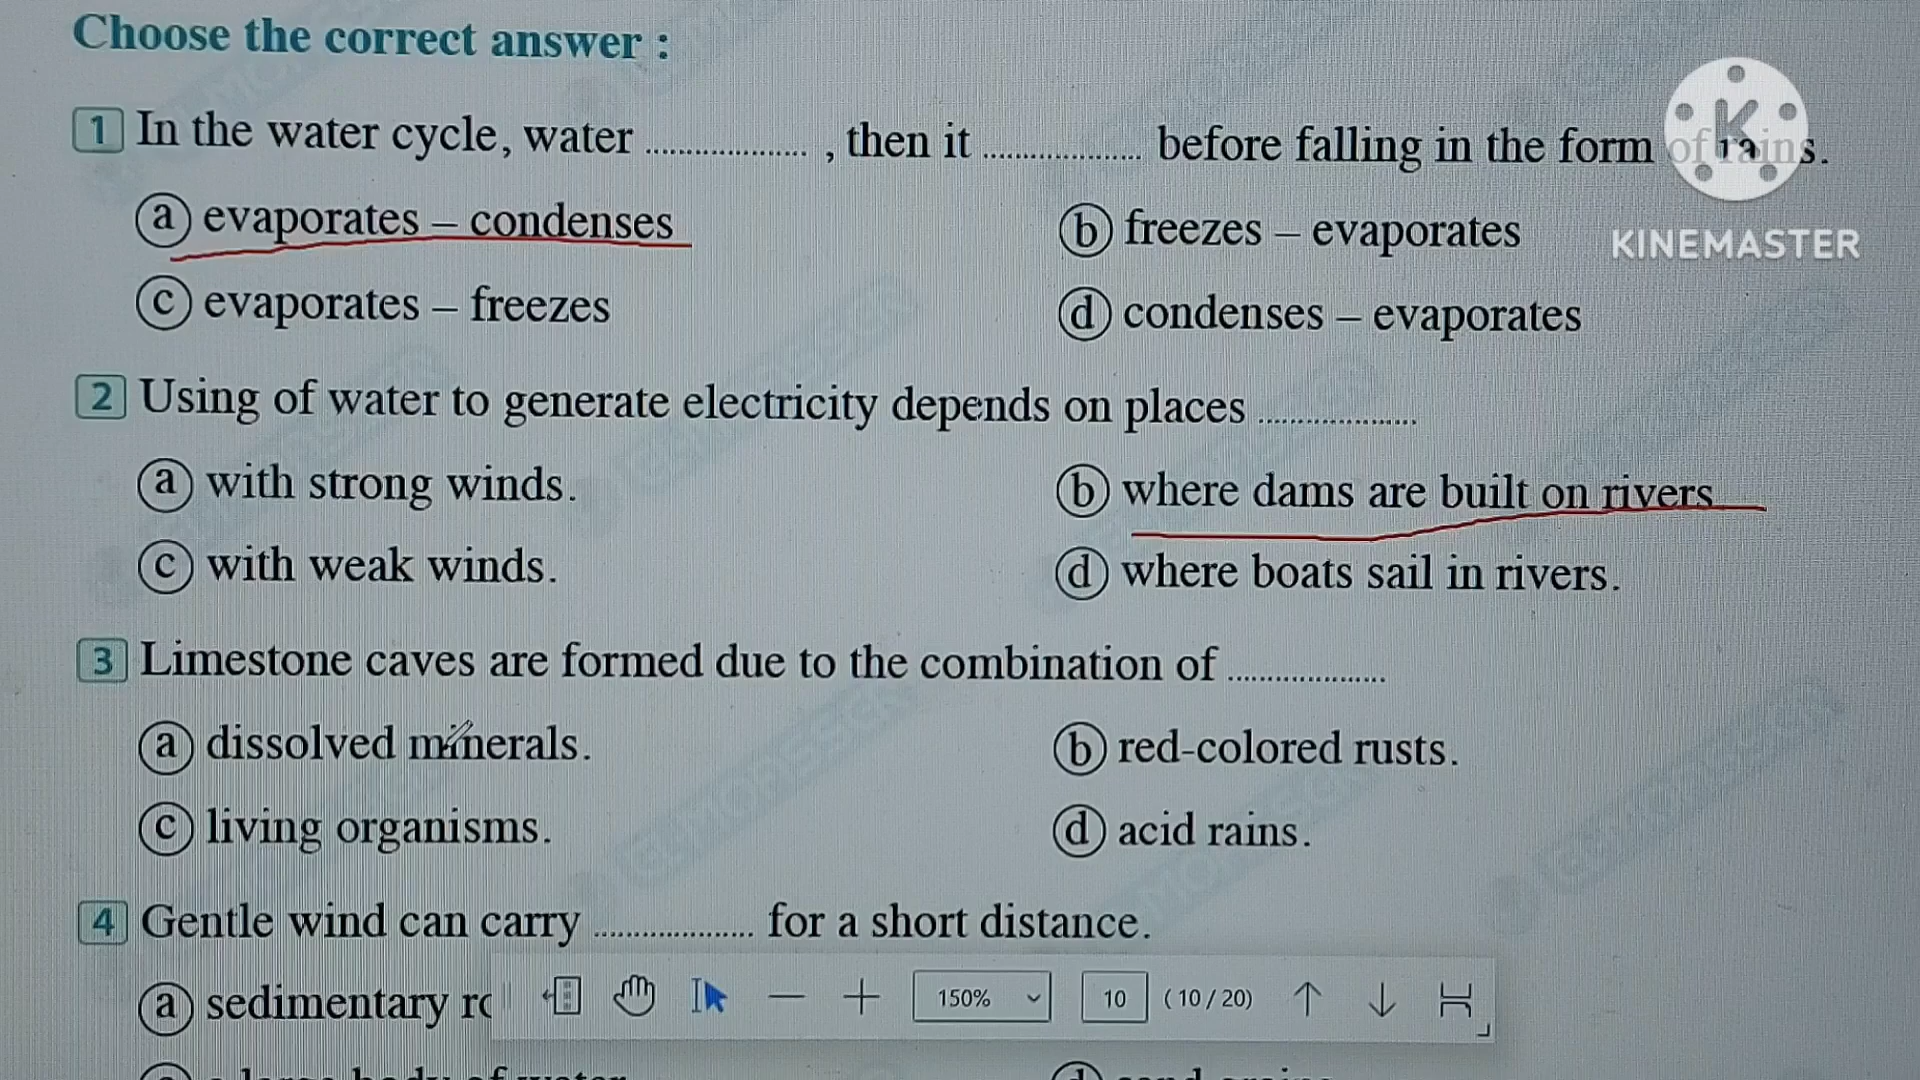 Choose the correct answer :
1 In the water cycle, water .................. , then it .................. before falling in the form of rains.
a evaporates – condenses
b freezes – evaporates
KINEMASTER
c evaporates – freezes
d condenses – evaporates
2 Using of water to generate electricity depends on places ..................
a with strong winds.
b where dams are built on rivers
c with weak winds.
d where boats sail in rivers.
3 Limestone caves are formed due to the combination of ..................
a dissolved minerals.
b red-colored rusts.
c living organisms.
d acid rains.
4 Gentle wind can carry .................. for a short distance.
a sedimentary
150% 10 ( 10 / 20)